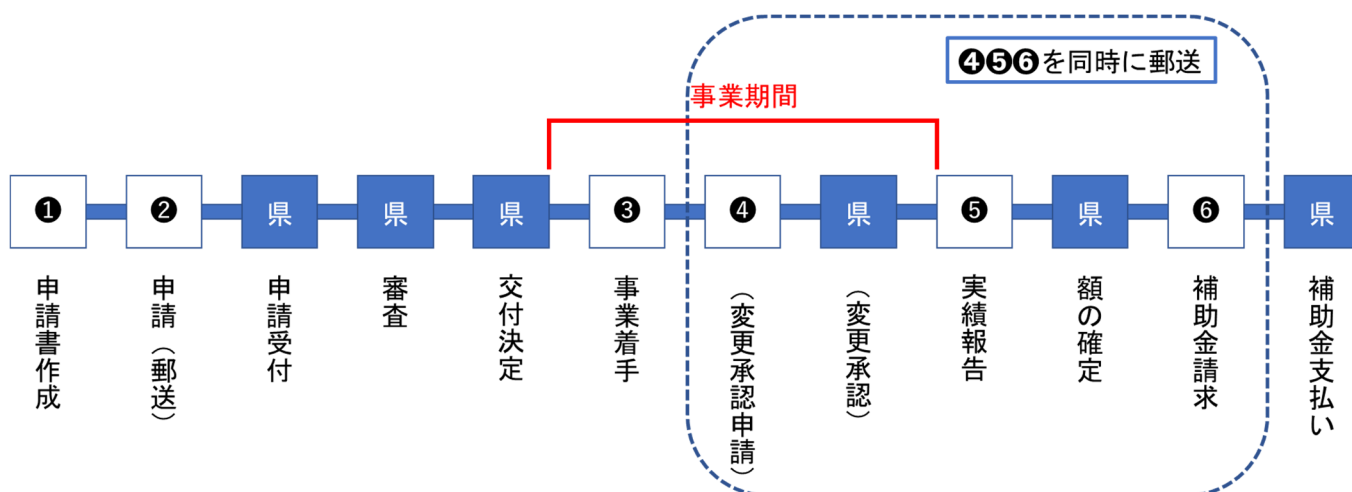 ❹❺❻を同時に郵送
事業期間
❶
❷
県
県
県
❸
❹
県
❺
県
❻
県
申請書作成
申請（郵送）
申請受付
審査
交付決定
事業着手
（変更承認申請）
（変更承認）
実績報告
額の確定
補助金請求
補助金支払い